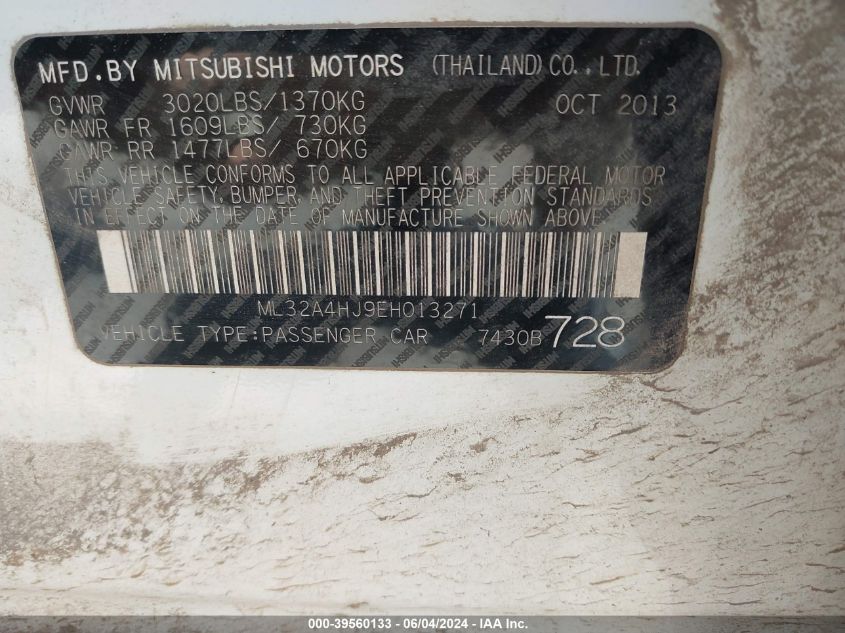 MFD.BY MITSUBISHI MOTORS (THAILAND) CO.,LTD.
GVWR 3020LBS/1370KG OCT 2013
GAWR FR 1609LBS/ 730KG
GAWR RR 1477LBS/ 670KG
THIS VEHICLE CONFORMS TO ALL APPLICABLE FEDERAL MOTOR
VEHICLE SAFETY, BUMPER, AND THEFT PREVENTION STANDARDS
IN EFFECT ON THE DATE OF MANUFACTURE SHOWN ABOVE.
ML32A4HJ9EH013271
VEHICLE TYPE:PASSENGER CAR 7430B 728
000-39560133 - 06/04/2024 - IAA Inc.